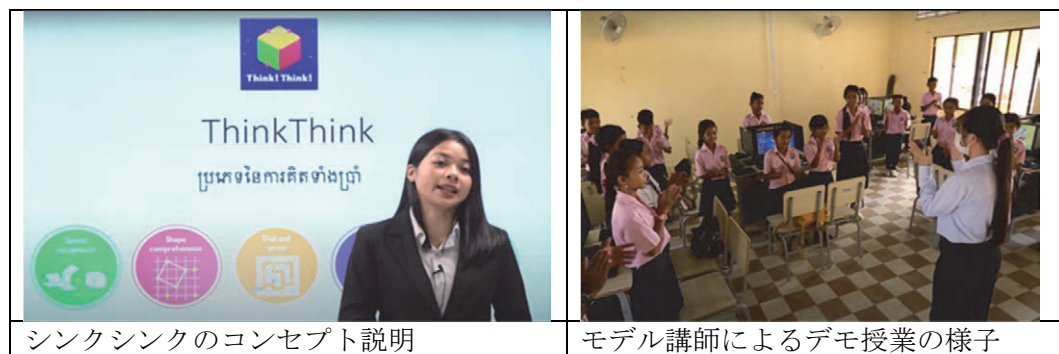 Think! Think!
ThinkThink
ប្រភេទនៃការគិតទាំងប្រាំ
Shape
comprehension
Trial and
error
シンクシンクのコンセプト説明
モデル講師によるデモ授業の様子